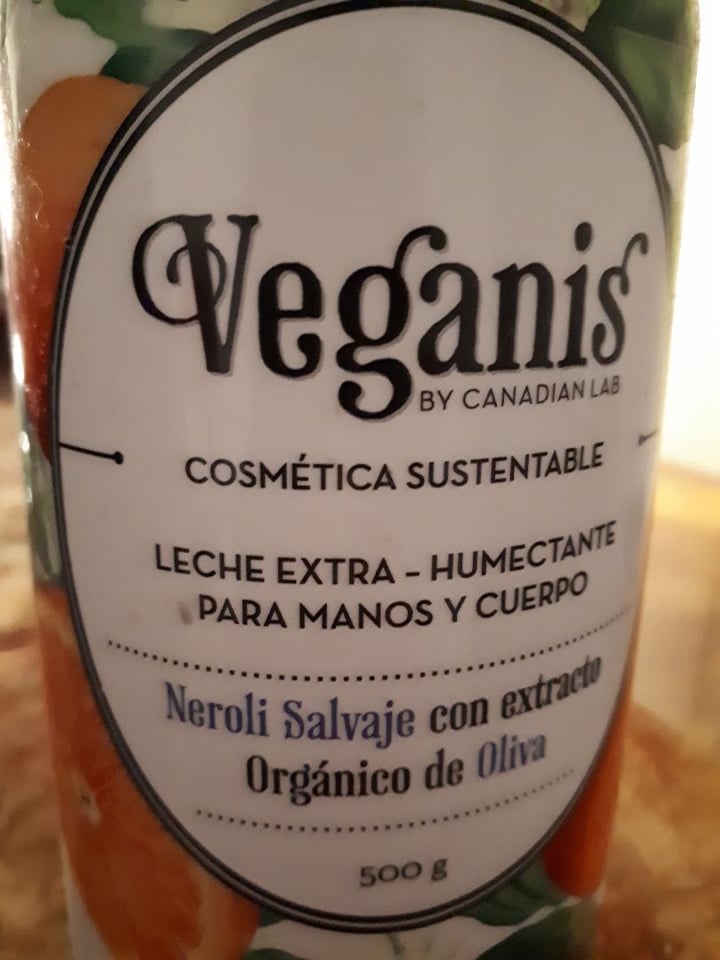 Veganis
BY CANADIAN LAB
COSMÉTICA SUSTENTABLE
LECHE EXTRA – HUMECTANTE
PARA MANOS Y CUERPO
Neroli Salvaje con extracto
Orgánico de Oliva
500 g